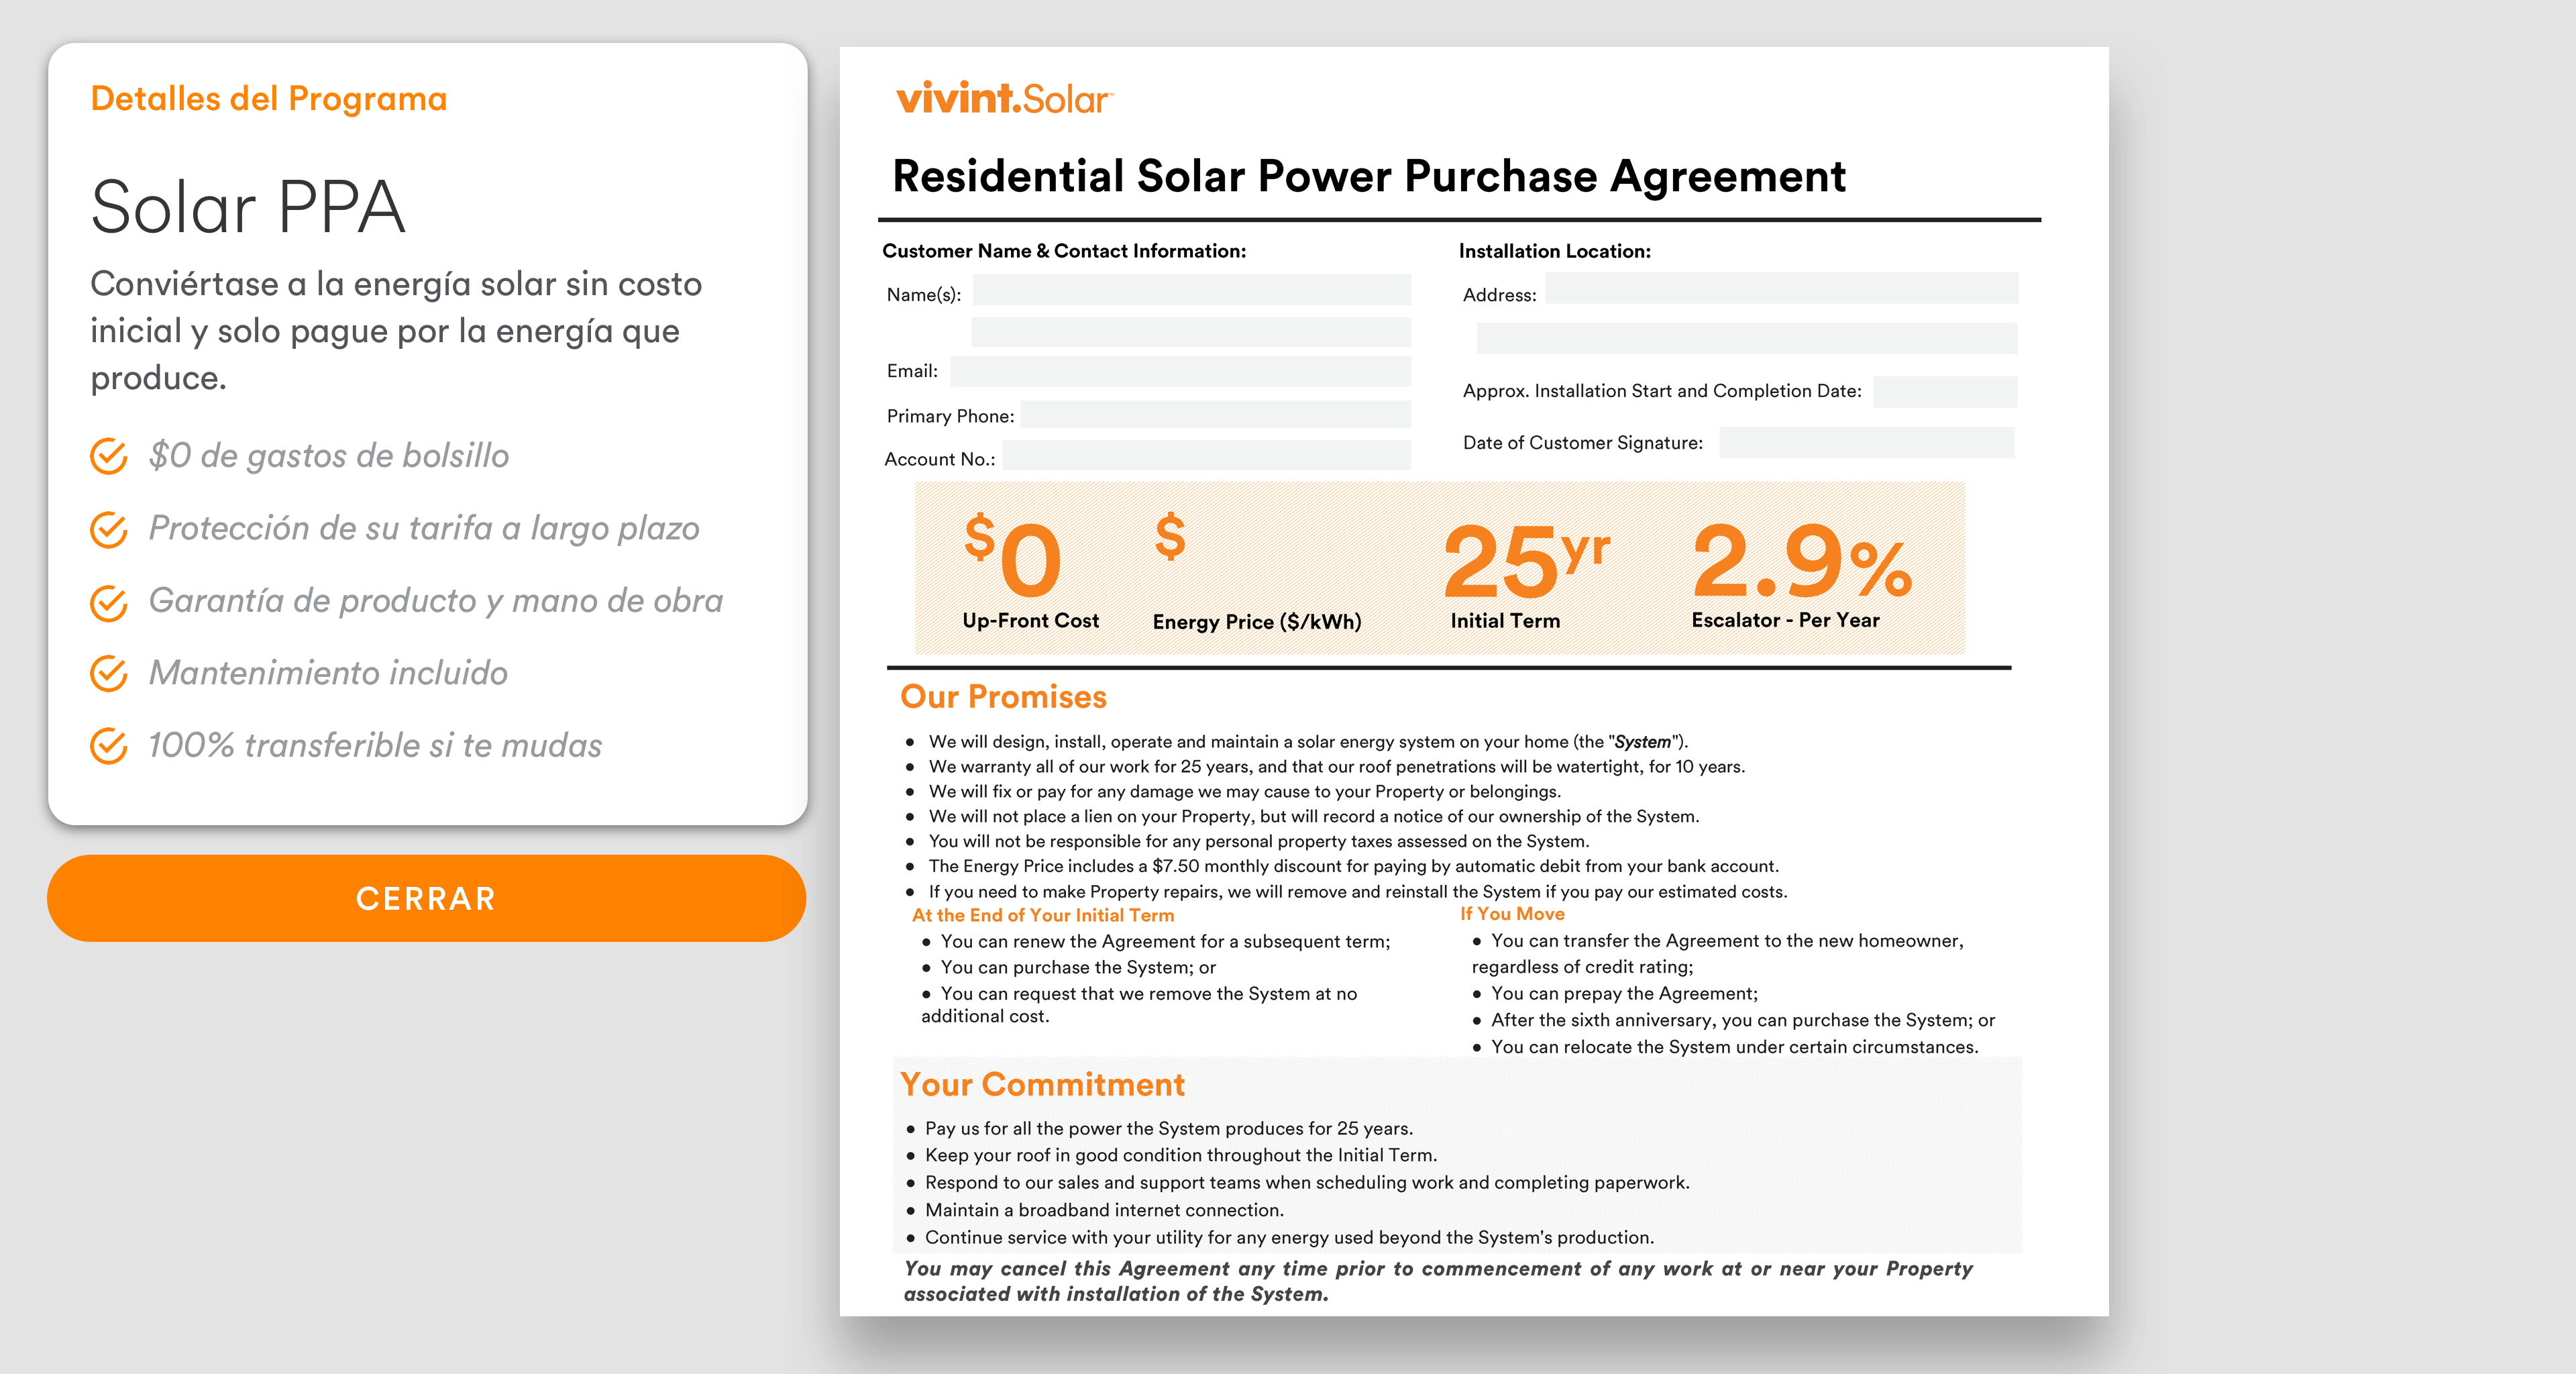 Detalles del Programa
Solar PPA
Conviértase a la energía solar sin costo
inicial y solo pague por la energía que
produce.
$0 de gastos de bolsillo
Protección de su tarifa a largo plazo
Garantía de producto y mano de obra
Mantenimiento incluido
100% transferible si te mudas
CERRAR
vivint.Solar™
Residential Solar Power Purchase Agreement
Customer Name & Contact Information:
Name(s):
Email:
Primary Phone:
Account No.:
Installation Location:
Address:
Approx. Installation Start and Completion Date:
Date of Customer Signature:
$0
Up-Front Cost
$
Energy Price ($/kWh)
25yr
Initial Term
2.9%
Escalator - Per Year
Our Promises
● We will design, install, operate and maintain a solar energy system on your home (the "System").
● We warranty all of our work for 25 years, and that our roof penetrations will be watertight, for 10 years.
● We will fix or pay for any damage we may cause to your Property or belongings.
● We will not place a lien on your Property, but will record a notice of our ownership of the System.
● You will not be responsible for any personal property taxes assessed on the System.
● The Energy Price includes a $7.50 monthly discount for paying by automatic debit from your bank account.
● If you need to make Property repairs, we will remove and reinstall the System if you pay our estimated costs.
At the End of Your Initial Term
● You can renew the Agreement for a subsequent term;
● You can purchase the System; or
● You can request that we remove the System at no
additional cost.
If You Move
● You can transfer the Agreement to the new homeowner,
regardless of credit rating;
● You can prepay the Agreement;
● After the sixth anniversary, you can purchase the System; or
● You can relocate the System under certain circumstances.
Your Commitment
● Pay us for all the power the System produces for 25 years.
● Keep your roof in good condition throughout the Initial Term.
● Respond to our sales and support teams when scheduling work and completing paperwork.
● Maintain a broadband internet connection.
● Continue service with your utility for any energy used beyond the System's production.
You may cancel this Agreement any time prior to commencement of any work at or near your Property
associated with installation of the System.